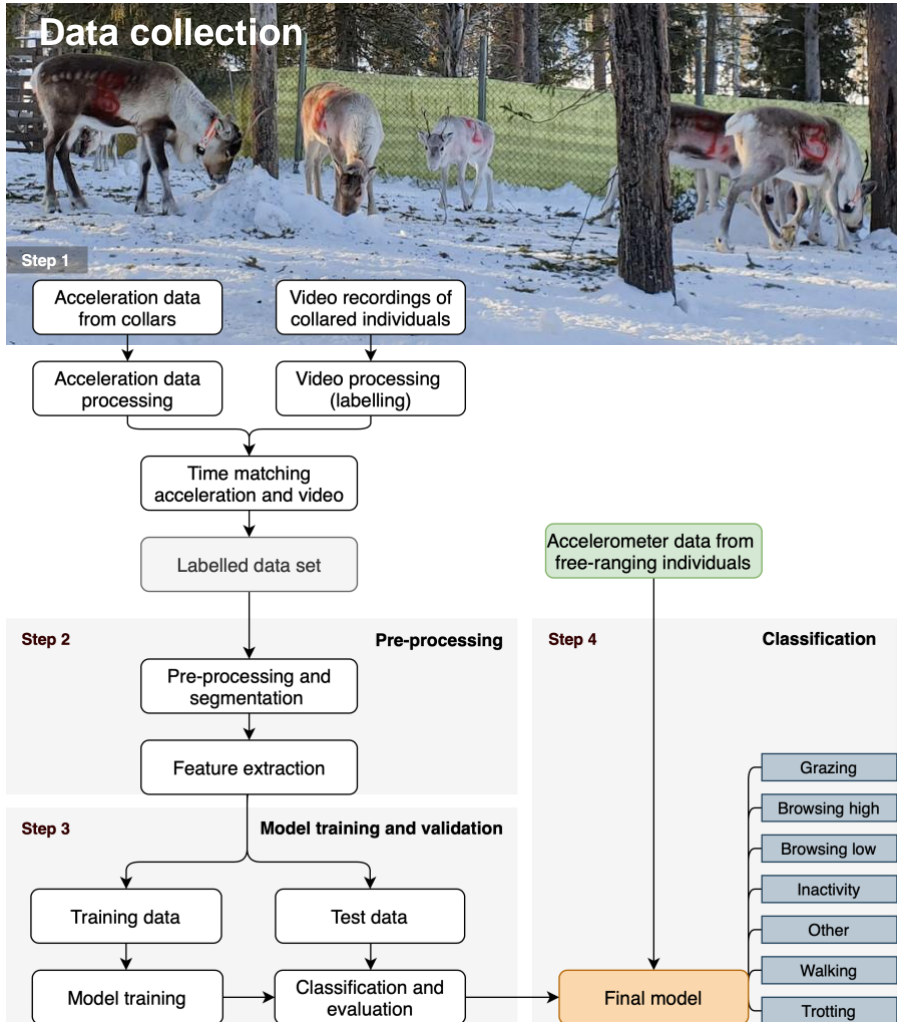 Data collection
Step 1
Acceleration data
from collars
Video recordings of
collared individuals
Acceleration data
processing
Video processing
(labelling)
Time matching
acceleration and video
Labelled data set
Accelerometer data from
free-ranging individuals
Step 2
Pre-processing
Pre-processing and
segmentation
Feature extraction
Step 3
Model training and validation
Training data
Test data
Model training
Classification and
evaluation
Step 4
Classification
Final model
Grazing
Browsing high
Browsing low
Inactivity
Other
Walking
Trotting